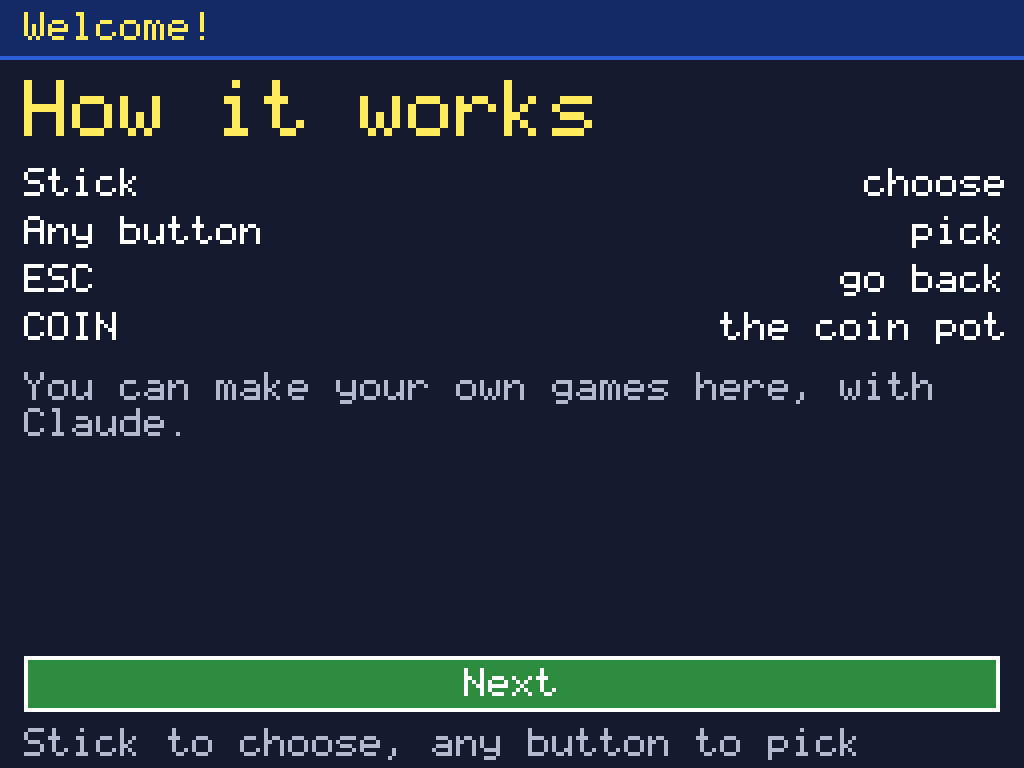 Welcome!
How it works
Stick choose
Any button pick
ESC go back
COIN the coin pot
You can make your own games here, with
Claude.
Next
Stick to choose, any button to pick